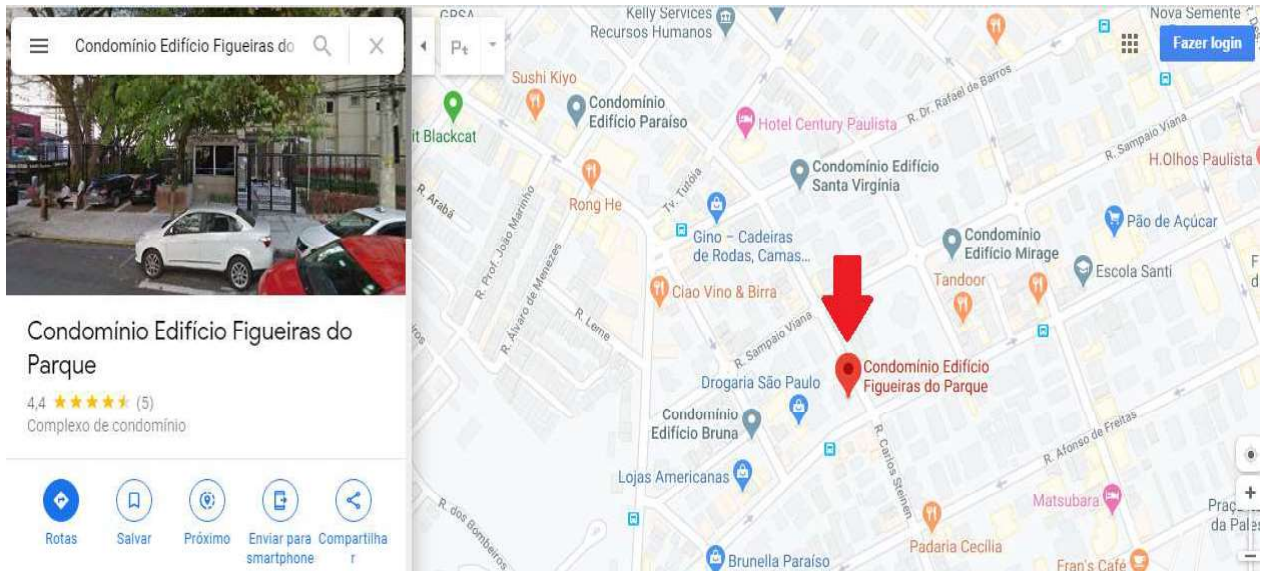 Condomínio Edifício Figueiras do
Condomínio Edifício Figueiras do
Parque
4,4
(5)
Complexo de condomínio
Rotas
Salvar
Próximo
Enviar para
smartphone
Compartilha
r
GPSA
Kelly Services
Recursos Humanos
Nova Semente
Fazer login
Sushi Kiyo
Condomínio
Edifício Paraíso
it Blackcat
Hotel Century Paulista
R. Dr. Rafael de Barros
R. Sampaio Viana
H.Olhos Paulista
Condomínio Edifício
Santa Virgínia
R. Arabá
R. Prof. João Marinho
Rong He
Tv. Tutóia
Gino - Cadeiras
de Rodas, Camas...
Pão de Açúcar
Condomínio
Edifício Mirage
Escola Santi
Tandoor
R. Álvaro de Menezes
Ciao Vino & Birra
R. Leme
R. Sampaio Viana
Condomínio Edifício
Figueiras do Parque
Drogaria São Paulo
Condomínio
Edifício Bruna
R. Carlos Steinen
R. Afonso de Freitas
Lojas Americanas
Matsubara
Praç
da Pales
R. dos Bombeiros
Padaria Cecília
Brunella Paraíso
Fran's Café